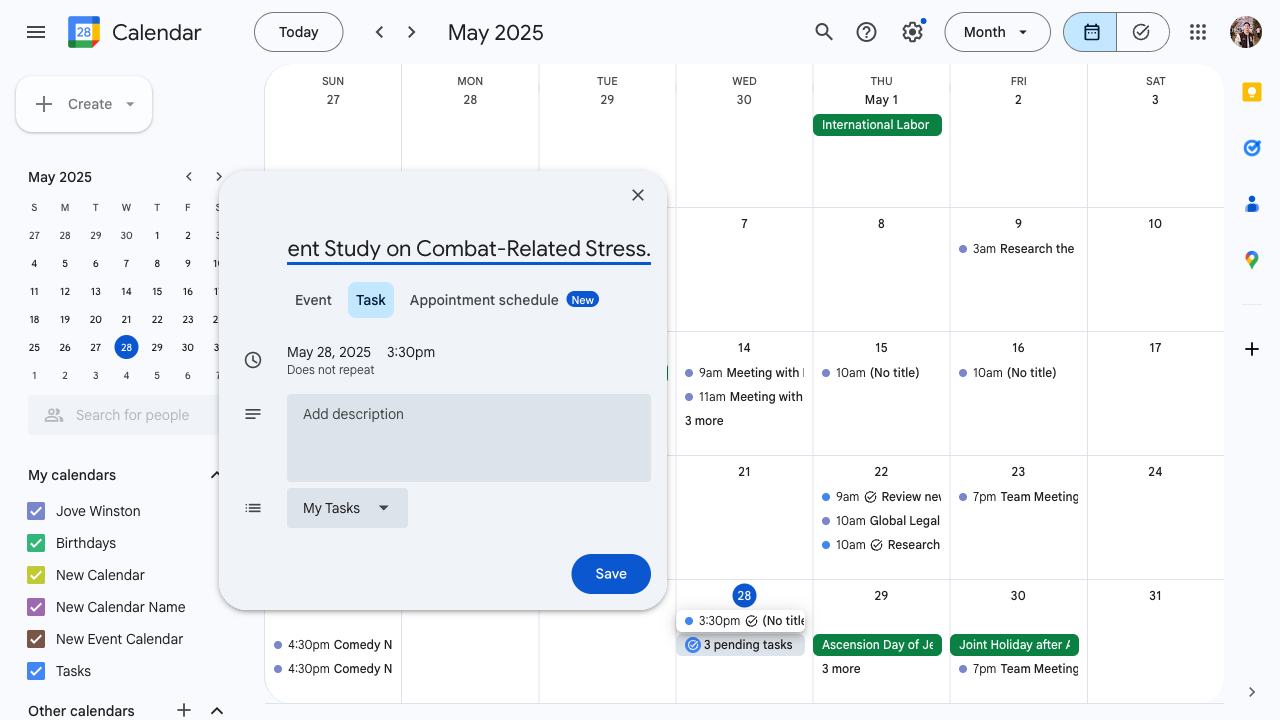 28
Calendar
Today
May 2025
Month
Create
SUN
MON
TUE
WED
THU
FRI
SAT
27
28
29
30
May 1
2
3
International Labor
May 2025
S M T W T F S
27 28 29 30 1 2
4 5 6 7 8 9
11 12 13 14 15 16
18 19 20 21 22 23
25 26 27 28 29 30
1 2 3 4 5 6
Search for people
My calendars
Jove Winston
Birthdays
New Calendar
New Calendar Name
New Event Calendar
Tasks
Other calendars
ent Study on Combat-Related Stress.
Event
Task
Appointment schedule
New
May 28, 2025
3:30pm
Does not repeat
Add description
My Tasks
Save
7
8
9
10
3am Research the
14
15
16
17
9am Meeting with
11am Meeting with
3 more
10am (No title)
10am (No title)
21
22
23
24
9am Review
10am Global Legal
10am Research
7pm Team Meeting
28
29
30
31
4:30pm Comedy N
4:30pm Comedy N
3:30pm (No title
3 pending tasks
Ascension Day of
3 more
Joint Holiday after
7pm Team Meeting